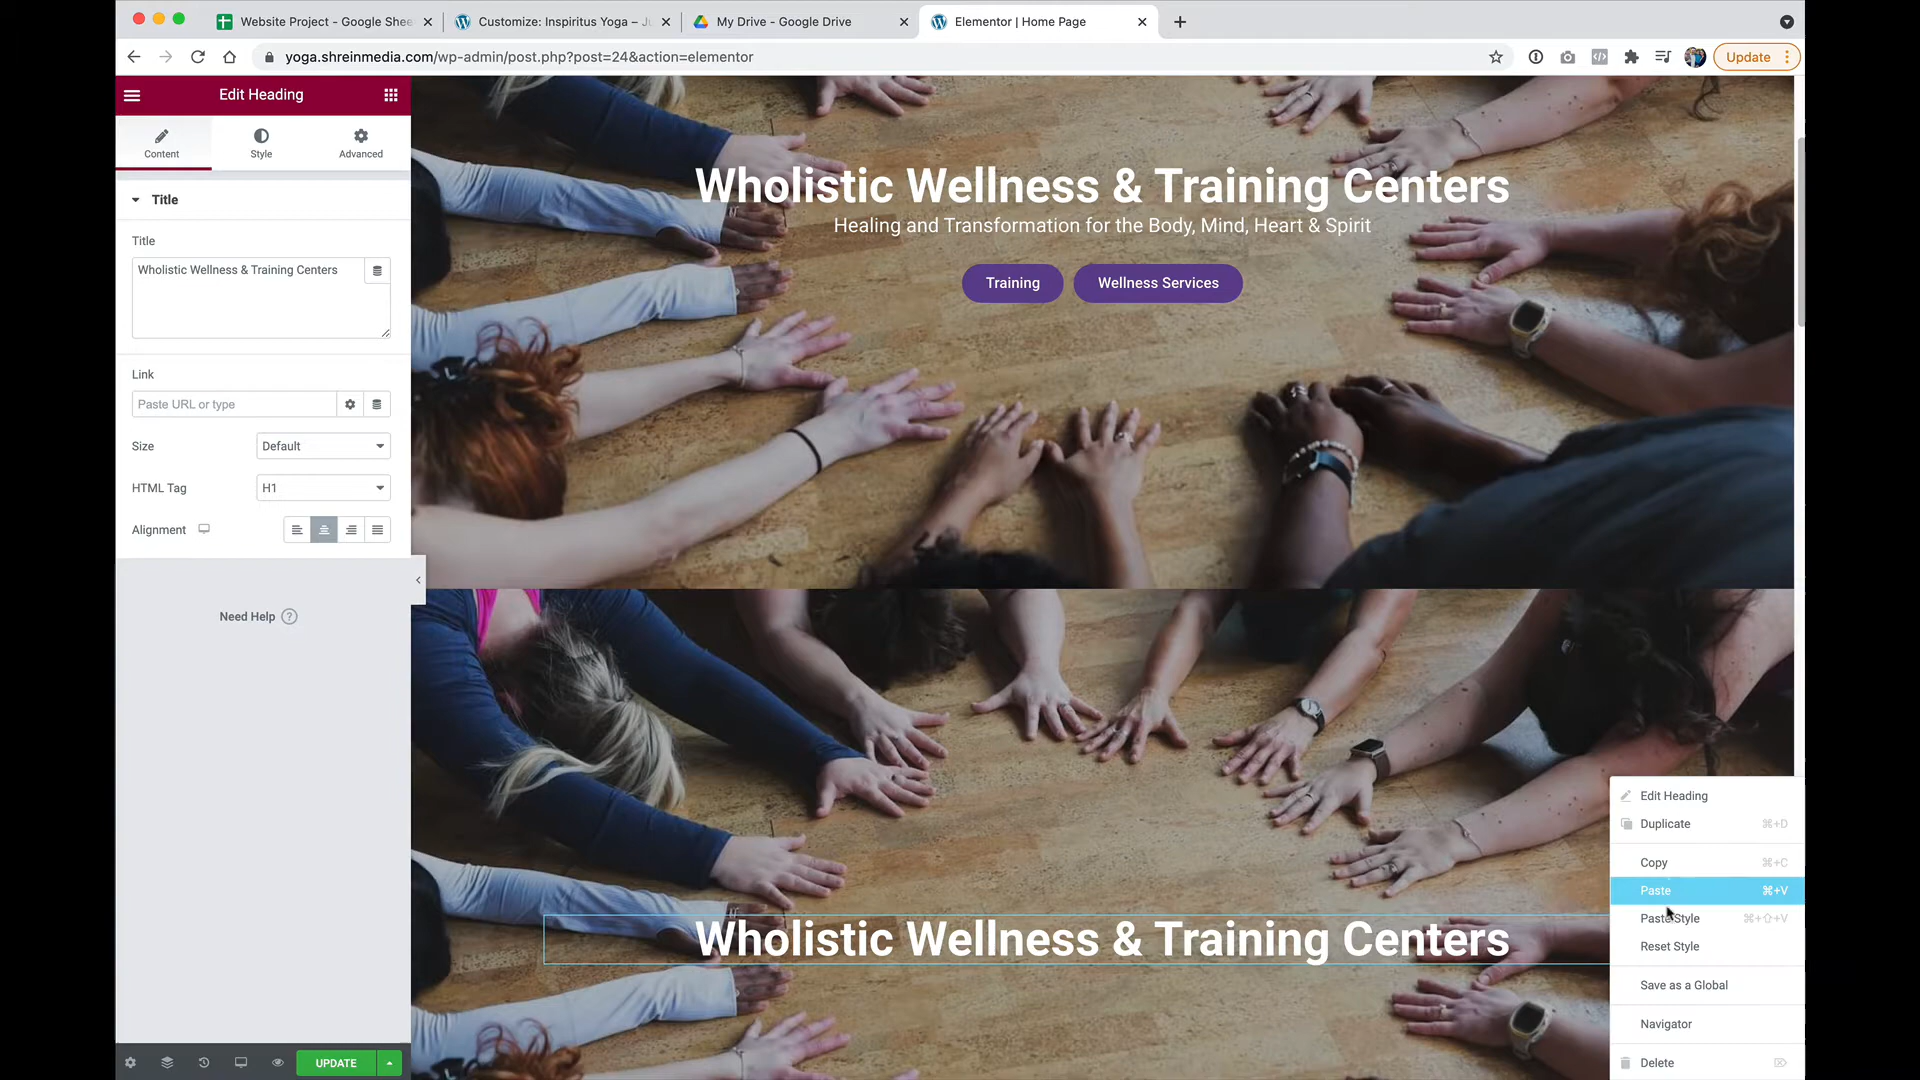 Website Project - Google Shee
Customize: Inspiritus Yoga – Ju
My Drive - Google Drive
Elementor | Home Page
yoga.shreinmedia.com/wp-admin/post.php?post=24&action=elementor
Update
Edit Heading
Content
Style
Advanced
Title
Title
Wholistic Wellness & Training Centers
Link
Paste URL or type
Size
Default
HTML Tag
H1
Alignment
Need Help ?
UPDATE
Wholistic Wellness & Training Centers
Healing and Transformation for the Body, Mind, Heart & Spirit
Training
Wellness Services
Wholistic Wellness & Training Centers
Edit Heading
Duplicate ⌘+D
Copy ⌘+C
Paste ⌘+V
Paste Style ⌘+⇧+V
Reset Style
Save as a Global
Navigator
Delete ⌦